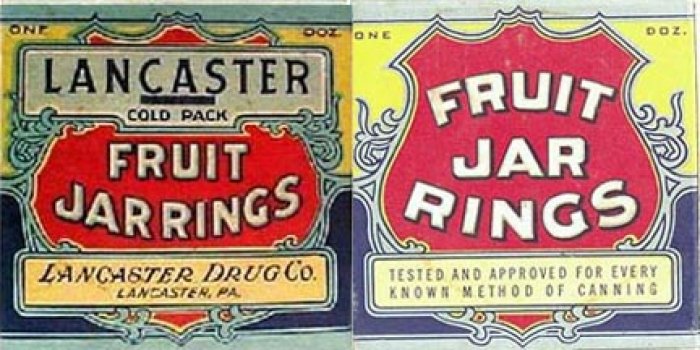 ONE DOZ.
LANCASTER
COLD PACK
FRUIT
JAR RINGS
LANCASTER DRUG CO.
LANCASTER, PA.
ONE DOZ.
FRUIT
JAR
RINGS
TESTED AND APPROVED FOR EVERY
KNOWN METHOD OF CANNING